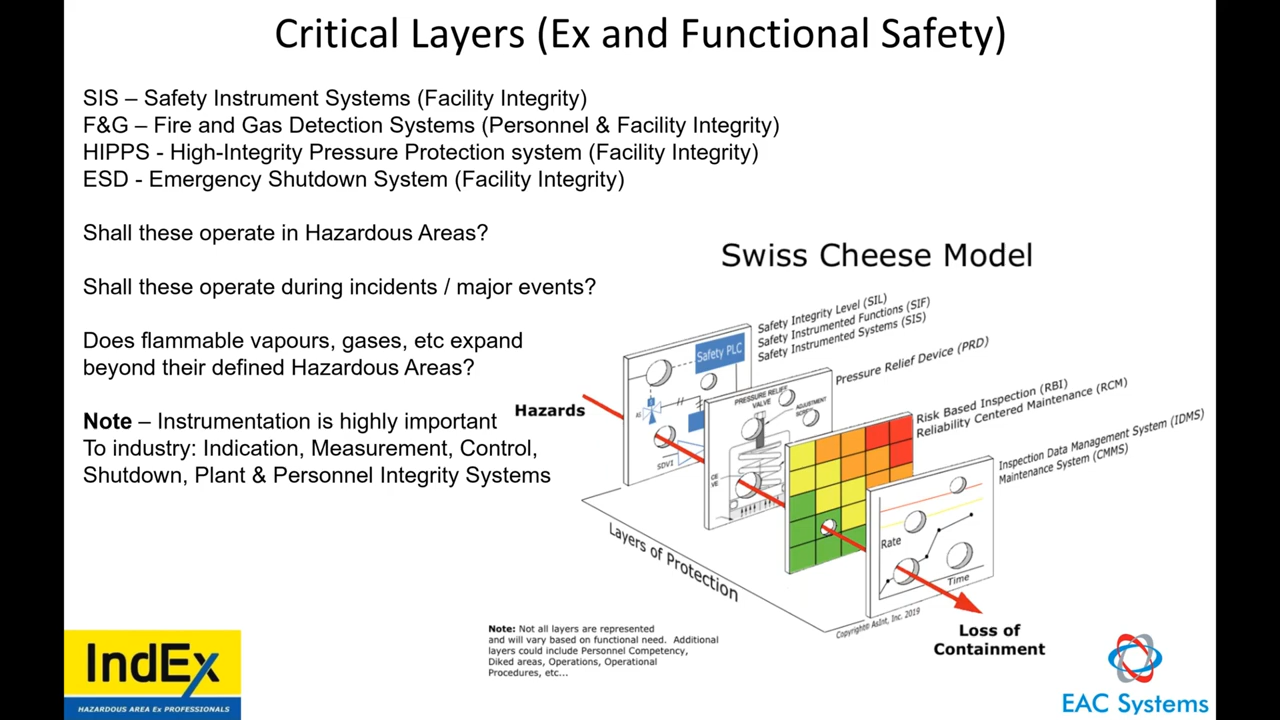 Critical Layers (Ex and Functional Safety)
SIS – Safety Instrument Systems (Facility Integrity)
F&G – Fire and Gas Detection Systems (Personnel & Facility Integrity)
HIPPS - High-Integrity Pressure Protection system (Facility Integrity)
ESD - Emergency Shutdown System (Facility Integrity)
Shall these operate in Hazardous Areas?
Shall these operate during incidents / major events?
Does flammable vapours, gases, etc expand
beyond their defined Hazardous Areas?
Note – Instrumentation is highly important
To industry: Indication, Measurement, Control,
Shutdown, Plant & Personnel Integrity Systems
Swiss Cheese Model
Safety Integrity Level (SIL)
Safety Instrumented Functions (SIF)
Safety Instrumented Systems (SIS)
Safety PLC
AS
SDV1
Pressure Relief Device (PRD)
PRESSURE RELIEF
VALVE
ADJUSTMENT
SCREW
CE
VE
Risk Based Inspection (RBI)
Reliability Centered Maintenance (RCM)
Inspection Data Management System (IDMS)
Maintenance System (CMMS)
Rate
Time
Hazards
Layers of Protection
Copyright© AsInt, Inc. 2019
Loss of
Containment
Note: Not all layers are represented
and will vary based on functional need. Additional
layers could include Personnel Competency,
Diked areas, Operations, Operational
Procedures, etc...
IndEx
HAZARDOUS AREA Ex PROFESSIONALS
EAC Systems